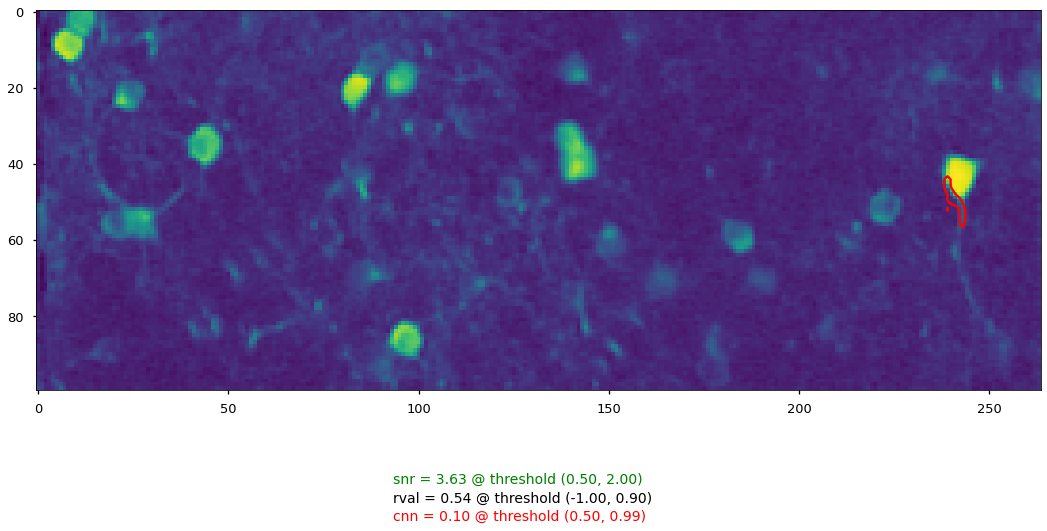 0
20
40
60
80
0 50 100 150 200 250
snr = 3.63 @ threshold (0.50, 2.00)
rval = 0.54 @ threshold (-1.00, 0.90)
cnn = 0.10 @ threshold (0.50, 0.99)